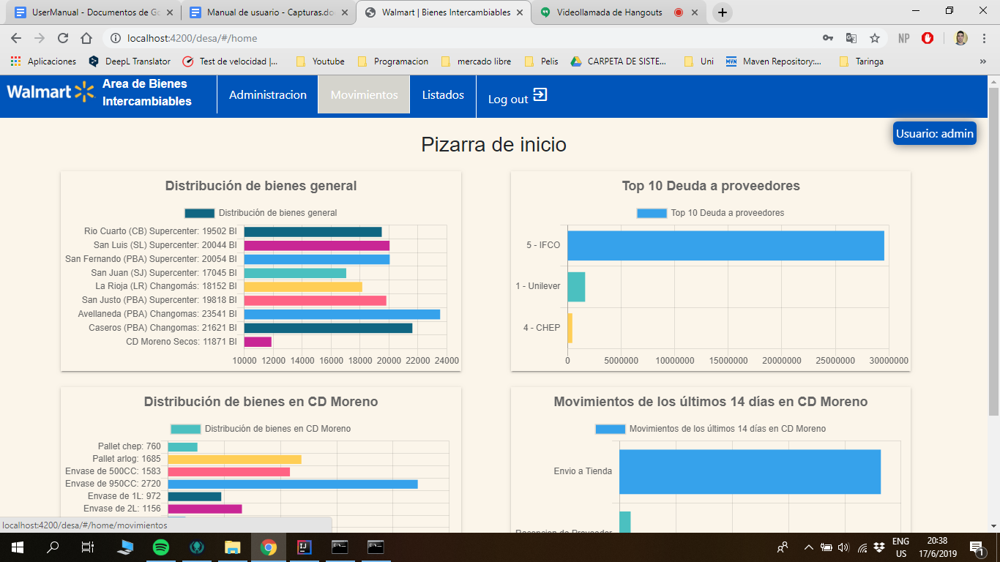 UserManual - Documentos de Go
Manual de usuario - Capturas.do
Walmart | Bienes Intercambiables
Videollamada de Hangouts
localhost:4200/desa/#/home
NP
Aplicaciones
DeepL Translator
Test de velocidad |...
Youtube
Programacion
mercado libre
Pelis
CARPETA DE SISTE...
Uni
MVN
Maven Repository:...
Taringa
Walmart
Area de Bienes
Intercambiables
Administracion
Movimientos
Listados
Log out
Usuario: admin
Pizarra de inicio
Distribución de bienes general
Distribución de bienes general
Rio Cuarto (CB) Supercenter: 19502 BI
San Luis (SL) Supercenter: 20044 BI
San Fernando (PBA) Supercenter: 20054 BI
San Juan (SJ) Supercenter: 17045 BI
La Rioja (LR) Changomás: 18152 BI
San Justo (PBA) Supercenter: 19818 BI
Avellaneda (PBA) Changomas: 23541 BI
Caseros (PBA) Changomas: 21621 BI
CD Moreno Secos: 11871 BI
10000 12000 14000 16000 18000 20000 22000 24000
Top 10 Deuda a proveedores
Top 10 Deuda a proveedores
5 - IFCO
1 - Unilever
4 - CHEP
0 5000000 10000000 15000000 20000000 25000000 30000000
Distribución de bienes en CD Moreno
Distribución de bienes en CD Moreno
Pallet chep: 760
Pallet arlog: 1685
Envase de 500CC: 1583
Envase de 950CC: 2720
Envase de 1L: 972
Envase de 2L: 1156
Movimientos de los últimos 14 días en CD Moreno
Movimientos de los últimos 14 días en CD Moreno
Envio a Tienda
Recepcion de Proveedor
localhost:4200/desa/#/home/movimientos
ENG
US
20:38
17/6/2019
1